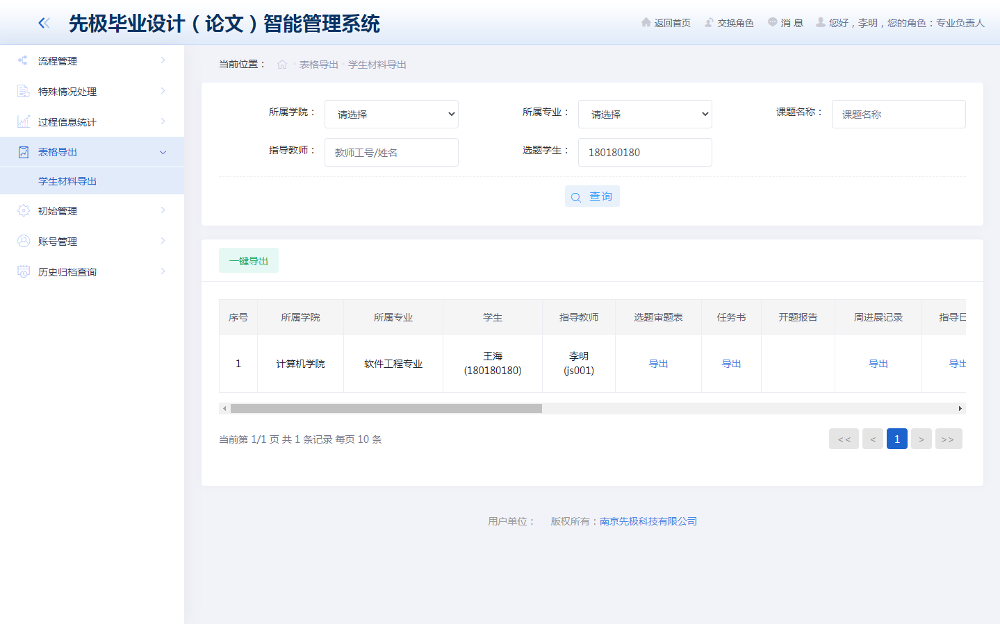 先极毕业设计（论文）智能管理系统
返回首页 交换角色 消 息 您好，李明，您的角色：专业负责人
流程管理
特殊情况处理
过程信息统计
表格导出
学生材料导出
初始管理
账号管理
历史归档查询
当前位置： 表格导出 学生材料导出
所属学院： 请选择 所属专业： 请选择 课题名称： 课题名称
指导教师： 教师工号/姓名 选题学生： 180180180
查询
一键导出
序号 所属学院 所属专业 学生 指导教师 选题审题表 任务书 开题报告 周进展记录 指导日
1 计算机学院 软件工程专业 王海 (180180180) 李明 (js001) 导出 导出 导出 导出
当前第 1/1 页 共 1 条记录 每页 10 条
<< < 1 > >>
用户单位： 版权所有：南京先极科技有限公司